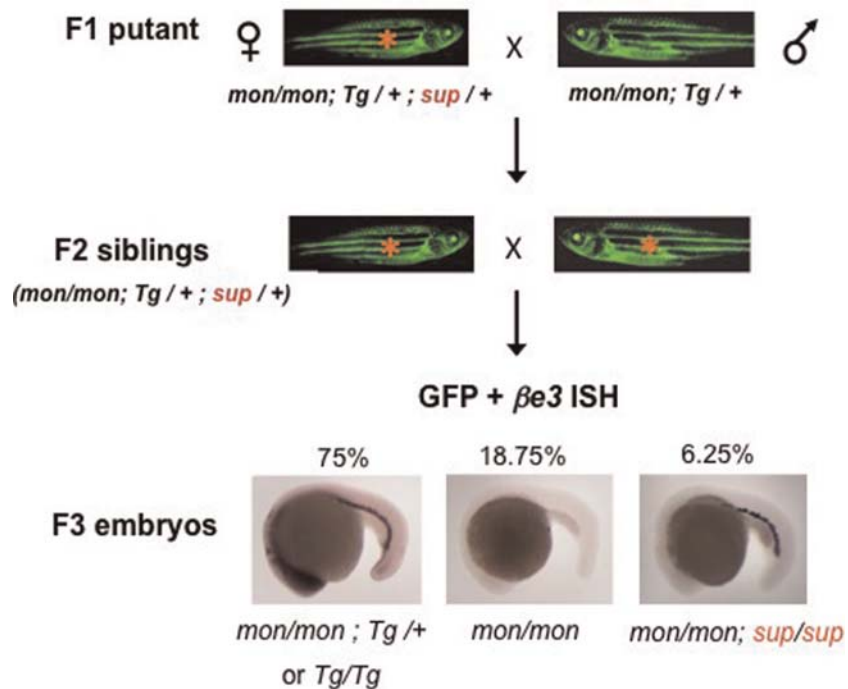 F1 putant ♀ X ♂
mon/mon; Tg / + ; sup / + mon/mon; Tg / +
F2 siblings X
(mon/mon; Tg / + ; sup / +)
GFP + βe3 ISH
75% 18.75% 6.25%
F3 embryos
mon/mon ; Tg /+ mon/mon mon/mon; sup/sup
or Tg/Tg